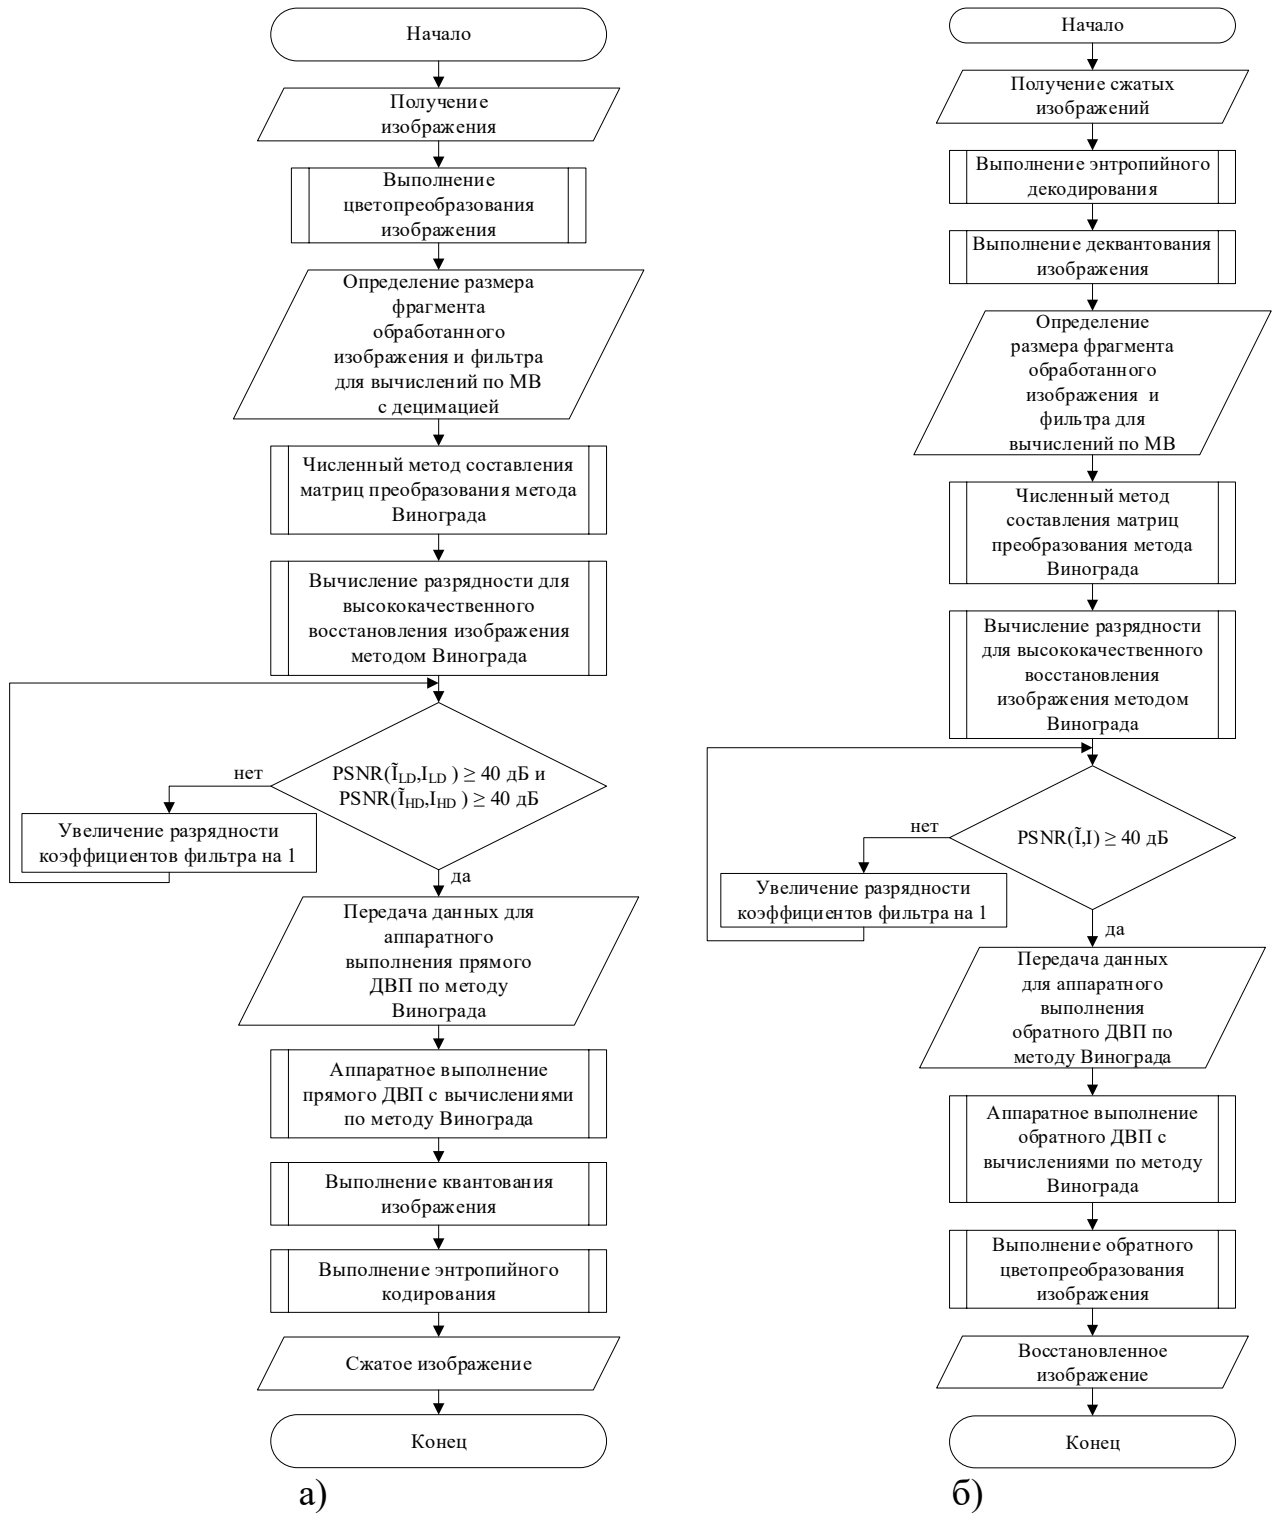 Начало
Получение
изображения
Выполнение
цветопреобразования
изображения
Определение размера
фрагмента
обработанного
изображения и фильтра
для вычислений по МВ
с децимацией
Численный метод составления
матриц преобразования метода
Винограда
Вычисление разрядности для
высококачественного
восстановления изображения
методом Винограда
PSNR(ĨLD,ILD ) ≥ 40 дБ и
PSNR(ĨHD,IHD ) ≥ 40 дБ
нет
Увеличение разрядности
коэффициентов фильтра на 1
да
Передача данных для
аппаратного
выполнения прямого
ДВП по методу
Винограда
Аппаратное выполнение
прямого ДВП с вычислениями
по методу Винограда
Выполнение квантования
изображения
Выполнение энтропийного
кодирования
Сжатое изображение
Конец
а)
Начало
Получение сжатых
изображений
Выполнение энтропийного
декодирования
Выполнение деквантования
изображения
Определение
размера фрагмента
обработанного
изображения и
фильтра для
вычислений по МВ
Численный метод
составления матриц
преобразования метода
Винограда
Вычисление разрядности
для высококачественного
восстановления
изображения методом
Винограда
PSNR(Ĩ,I) ≥ 40 дБ
нет
Увеличение разрядности
коэффициентов фильтра на 1
да
Передача данных
для аппаратного
выполнения
обратного ДВП по
методу Винограда
Аппаратное выполнение
обратного ДВП с
вычислениями по методу
Винограда
Выполнение обратного
цветопреобразования
изображения
Восстановленное
изображение
Конец
б)